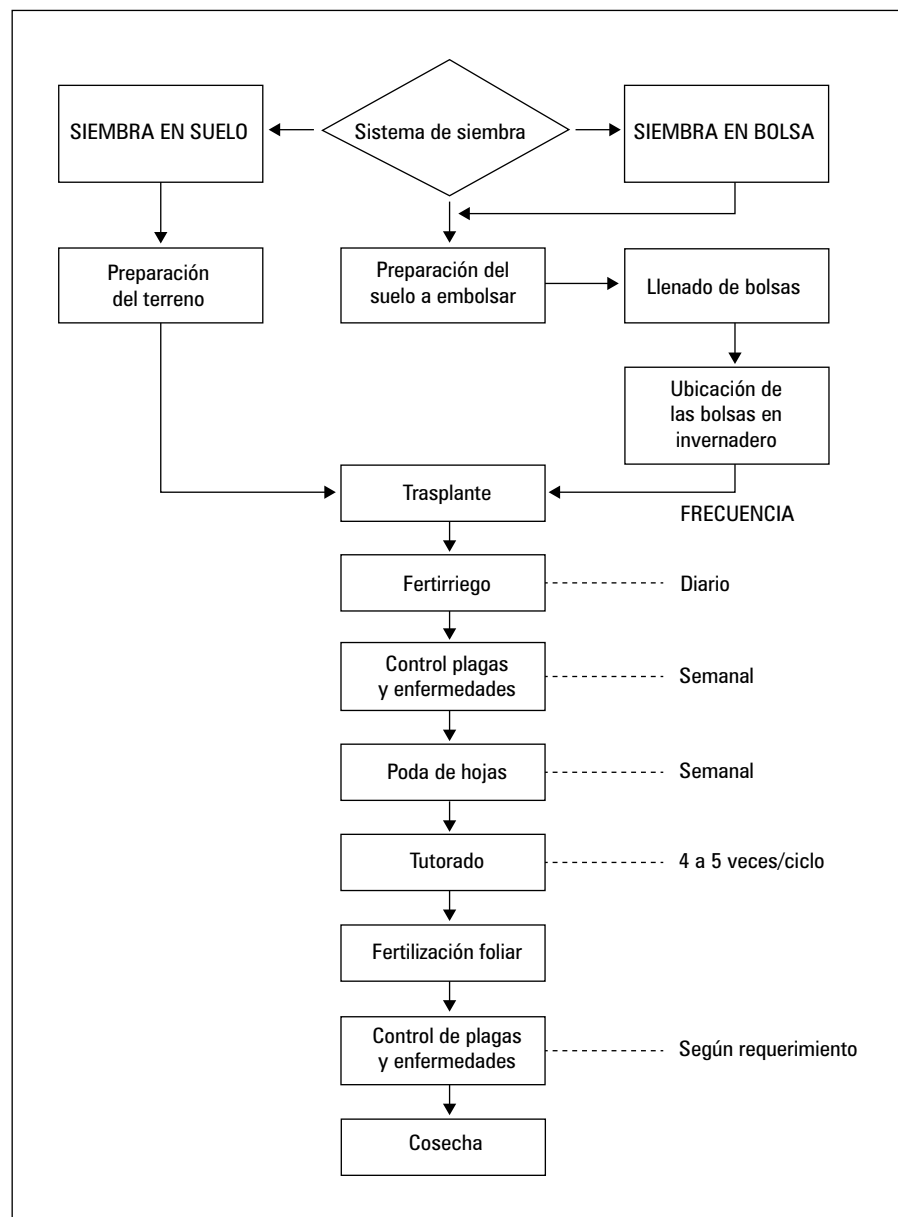 SIEMBRA EN SUELO
Sistema de siembra
SIEMBRA EN BOLSA
Preparación
del terreno
Preparación del
suelo a embolsar
Llenado de bolsas
Ubicación de
las bolsas en
invernadero
Trasplante
FRECUENCIA
Fertirriego
Diario
Control plagas
y enfermedades
Semanal
Poda de hojas
Semanal
Tutorado
4 a 5 veces/ciclo
Fertilización foliar
Control de plagas
y enfermedades
Según requerimiento
Cosecha